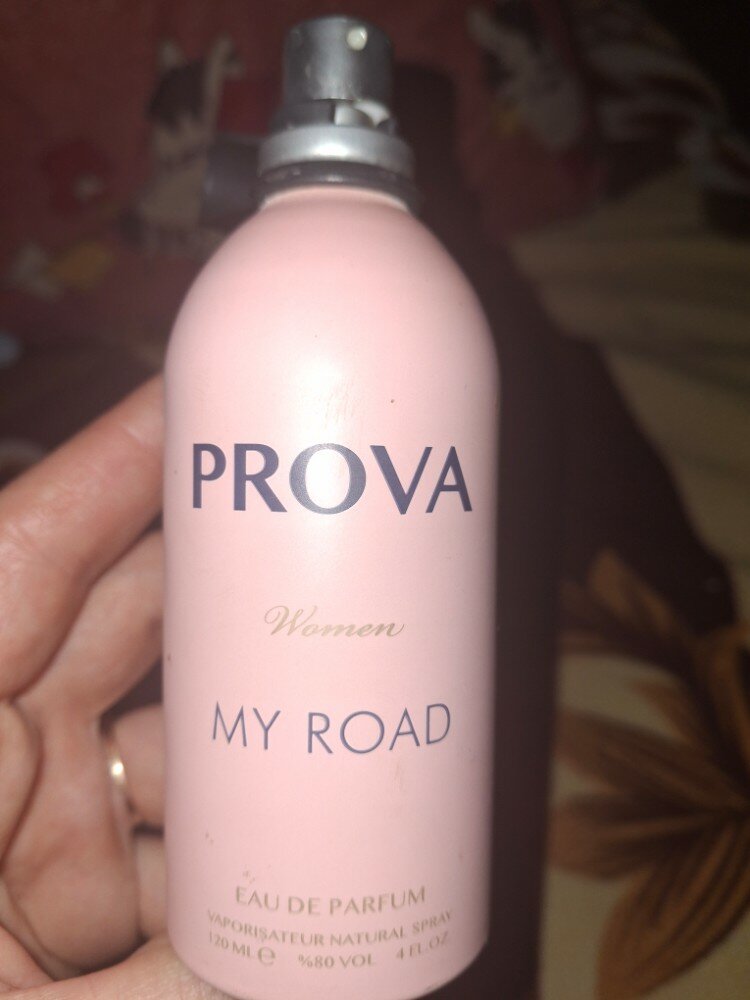 PROVA
Women
MY ROAD
EAU DE PARFUM
VAPORISATEUR NATURAL SPRAY
120 ML ℮ %80 VOL 4 FL.OZ.